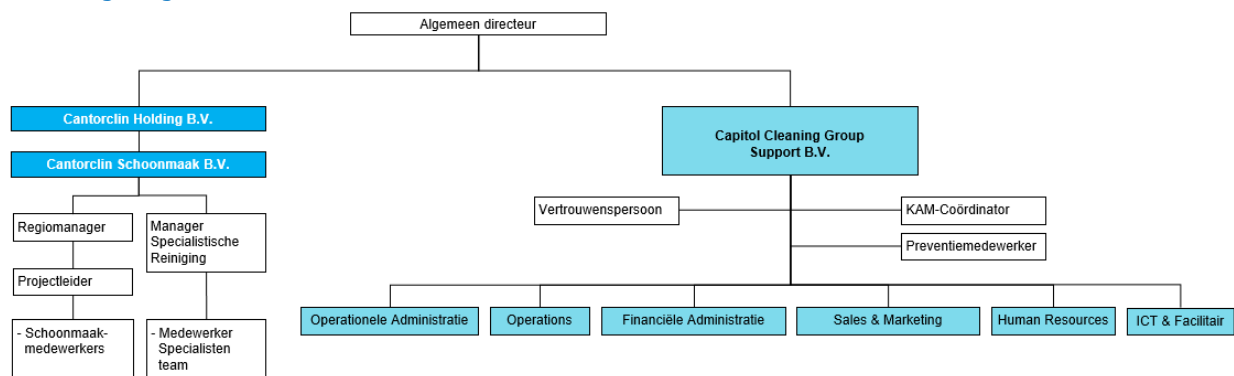 Algemeen directeur
Cantorclin Holding B.V.
Cantorclin Schoonmaak B.V.
Regiomanager
Projectleider
- Schoonmaak-
medewerkers
Manager
Specialistische
Reiniging
- Medewerker
Specialisten
team
Capitol Cleaning Group
Support B.V.
Vertrouwenspersoon
KAM-Coördinator
Preventiemedewerker
Operationele Administratie
Operations
Financiële Administratie
Sales & Marketing
Human Resources
ICT & Facilitair